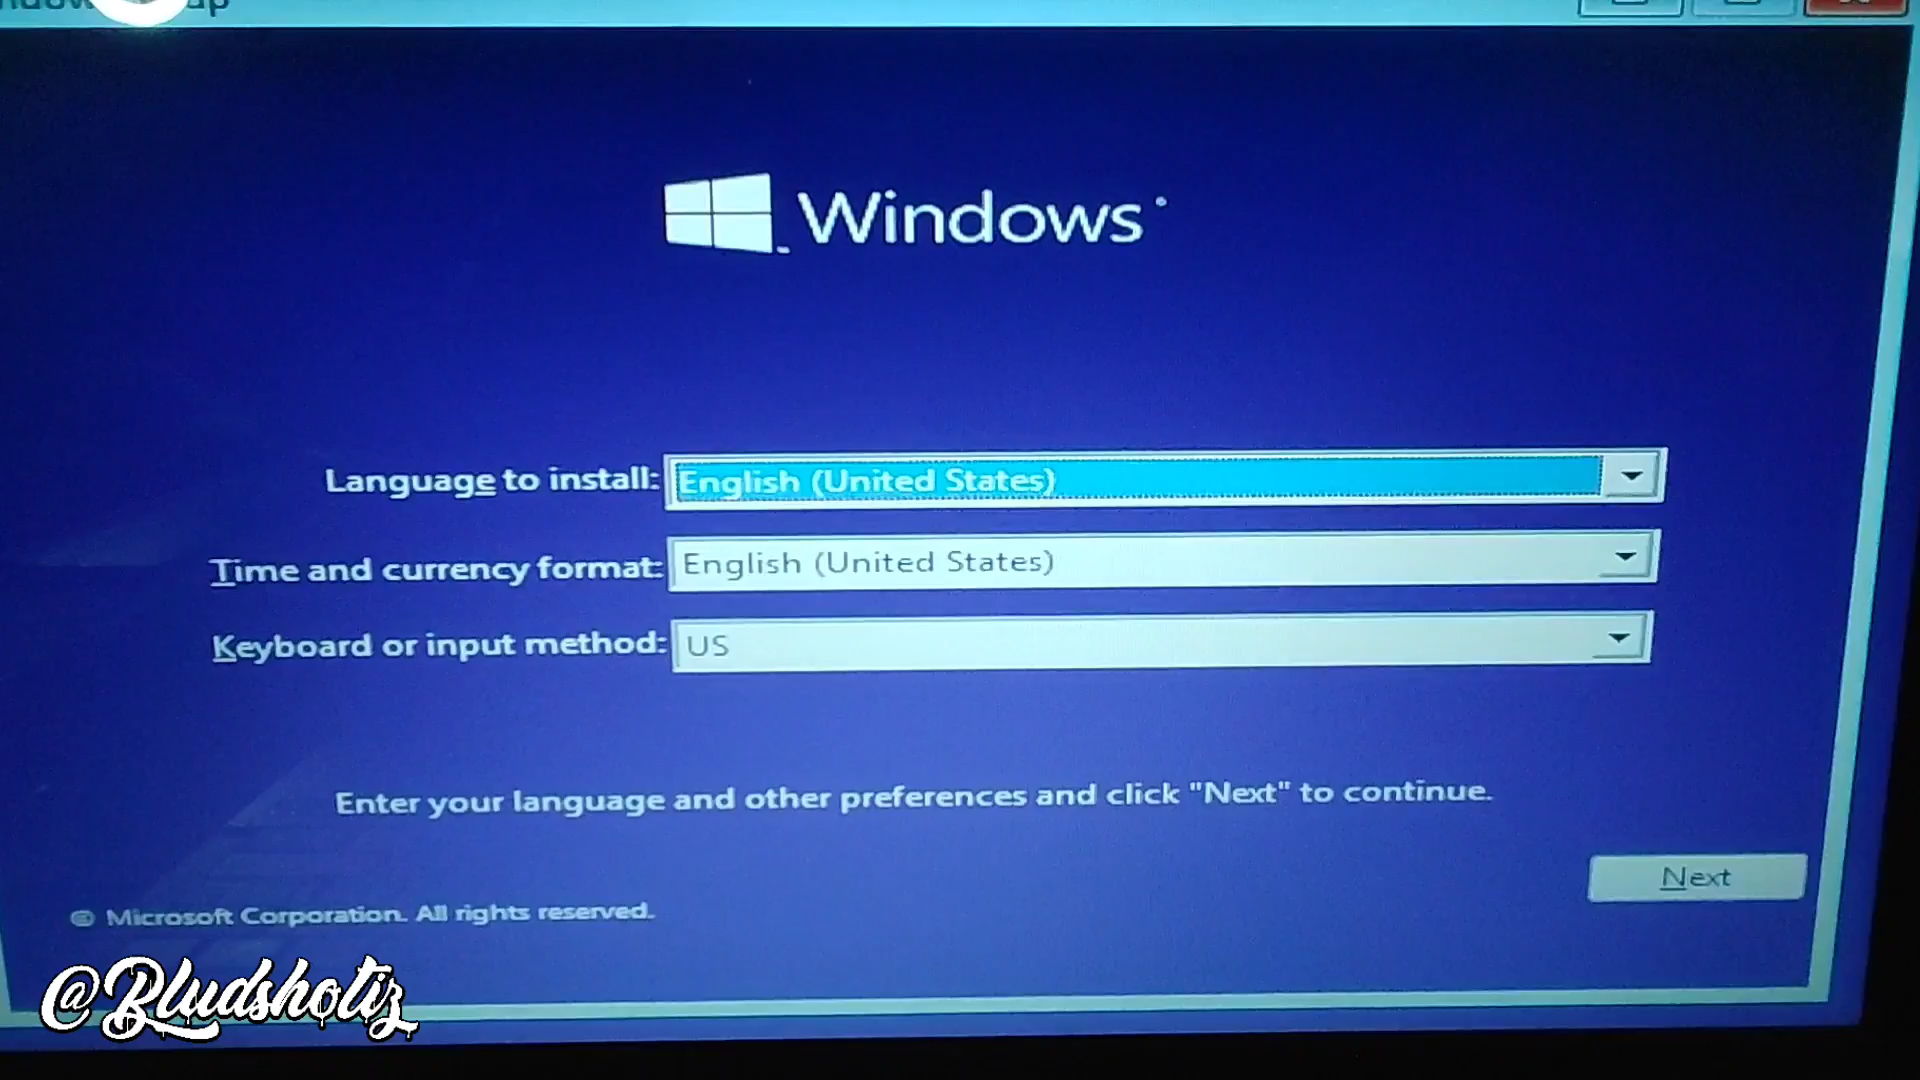 Windows
Language to install: English (United States)
Time and currency format: English (United States)
Keyboard or input method: US
Enter your language and other preferences and click "Next" to continue.
Next
© Microsoft Corporation. All rights reserved.
@Bludshotiz